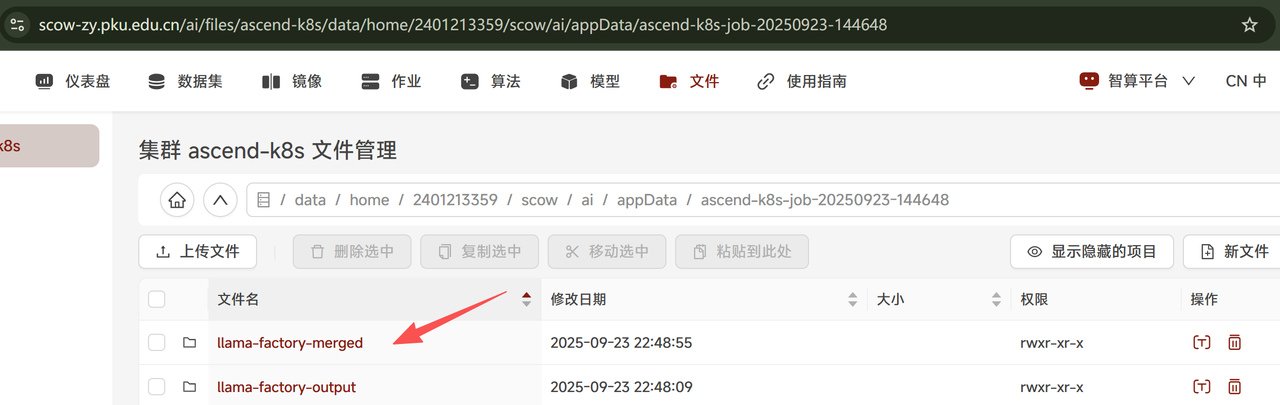 scow-zy.pku.edu.cn/ai/files/ascend-k8s/data/home/2401213359/scow/ai/appData/ascend-k8s-job-20250923-144648
仪表盘 数据集 镜像 作业 算法 模型 文件 使用指南 智算平台 CN 中
k8s
集群 ascend-k8s 文件管理
/ data / home / 2401213359 / scow / ai / appData / ascend-k8s-job-20250923-144648
上传文件 删除选中 复制选中 移动选中 粘贴到此处 显示隐藏的项目 新文件
文件名 修改日期 大小 权限 操作
llama-factory-merged 2025-09-23 22:48:55 rwxr-xr-x
llama-factory-output 2025-09-23 22:48:09 rwxr-xr-x